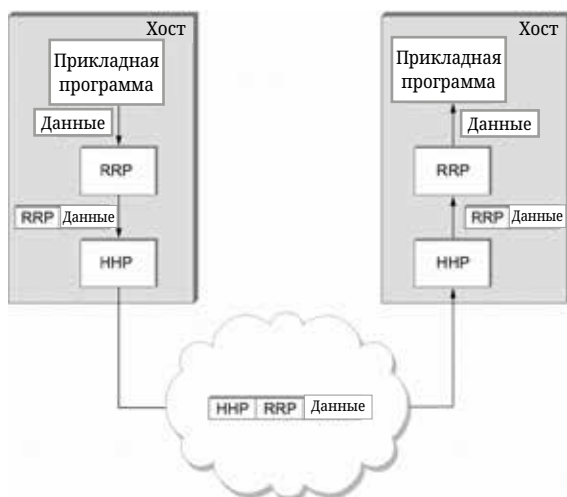 Хост
Прикладная
программа
Данные
RRP
RRP Данные
HHP
Хост
Прикладная
программа
Данные
RRP
RRP Данные
HHP
HHP RRP Данные